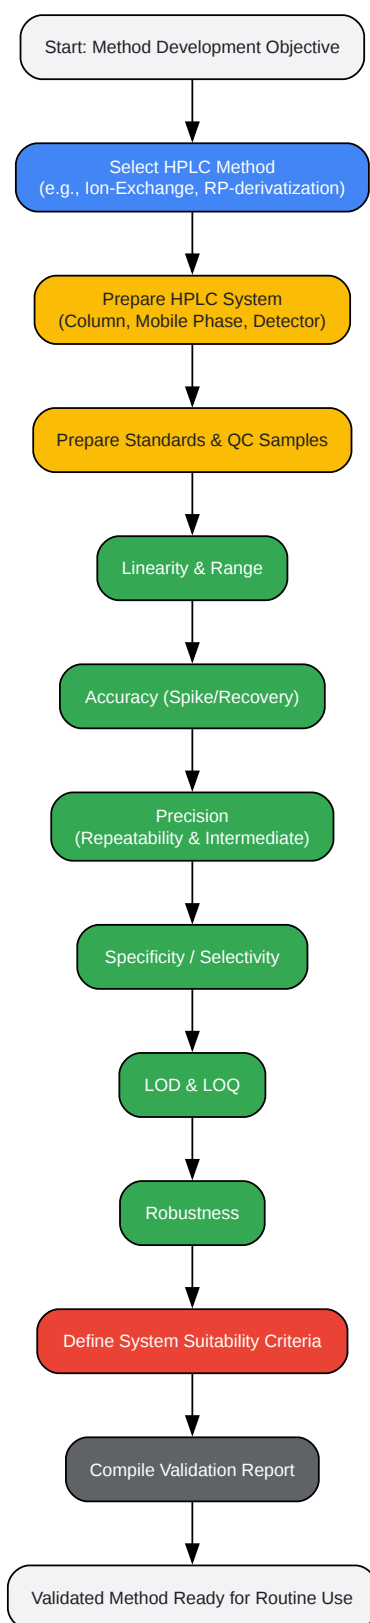 Start: Method Development Objective
Select HPLC Method
(e.g., Ion-Exchange, RP-derivatization)
Prepare HPLC System
(Column, Mobile Phase, Detector)
Prepare Standards & QC Samples
Linearity & Range
Accuracy (Spike/Recovery)
Precision
(Repeatability & Intermediate)
Specificity / Selectivity
LOD & LOQ
Robustness
Define System Suitability Criteria
Compile Validation Report
Validated Method Ready for Routine Use